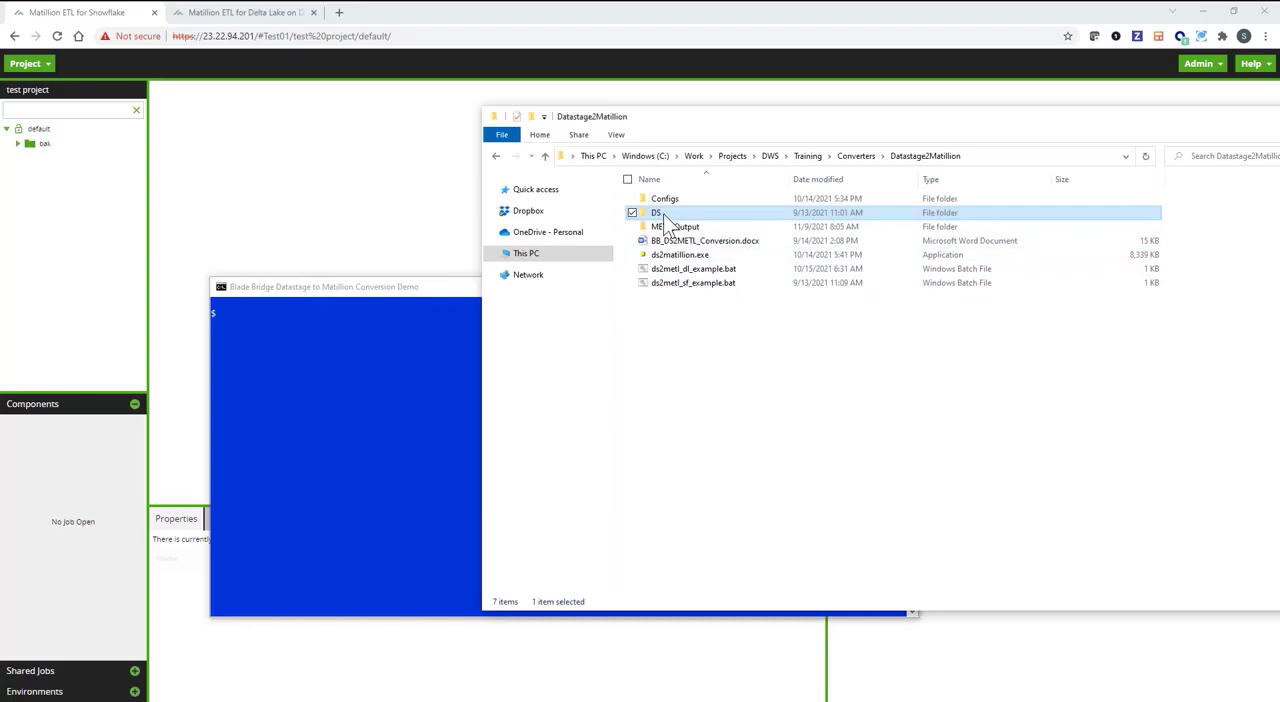 Matillion ETL for Snowflake
Matillion ETL for Delta Lake on D
Not secure
https://23.22.94.201/#Test01/test%20project/default/
Project
Admin
Help
test project
default
bak
Datastage2Matillion
File
Home
Share
View
This PC > Windows (C:) > Work > Projects > DWS > Training > Converters > Datastage2Matillion
Search Datastage2Matillion
Name
Date modified
Type
Size
Quick access
Dropbox
OneDrive - Personal
This PC
Network
Configs 10/14/2021 5:34 PM File folder
DS 9/13/2021 11:01 AM File folder
output 11/9/2021 8:05 AM File folder
BB_DS2METL_Conversion.docx 9/14/2021 2:08 PM Microsoft Word Document 15 KB
ds2matillion.exe 10/14/2021 5:41 PM Application 8,339 KB
ds2metl_dl_example.bat 10/15/2021 6:31 AM Windows Batch File 1 KB
ds2metl_sf_example.bat 9/13/2021 11:09 AM Windows Batch File 1 KB
Blade Bridge Datastage to Matillion Conversion Demo
$
Components
No Job Open
Properties
There is currently
7 items
1 item selected
Shared Jobs
Environments